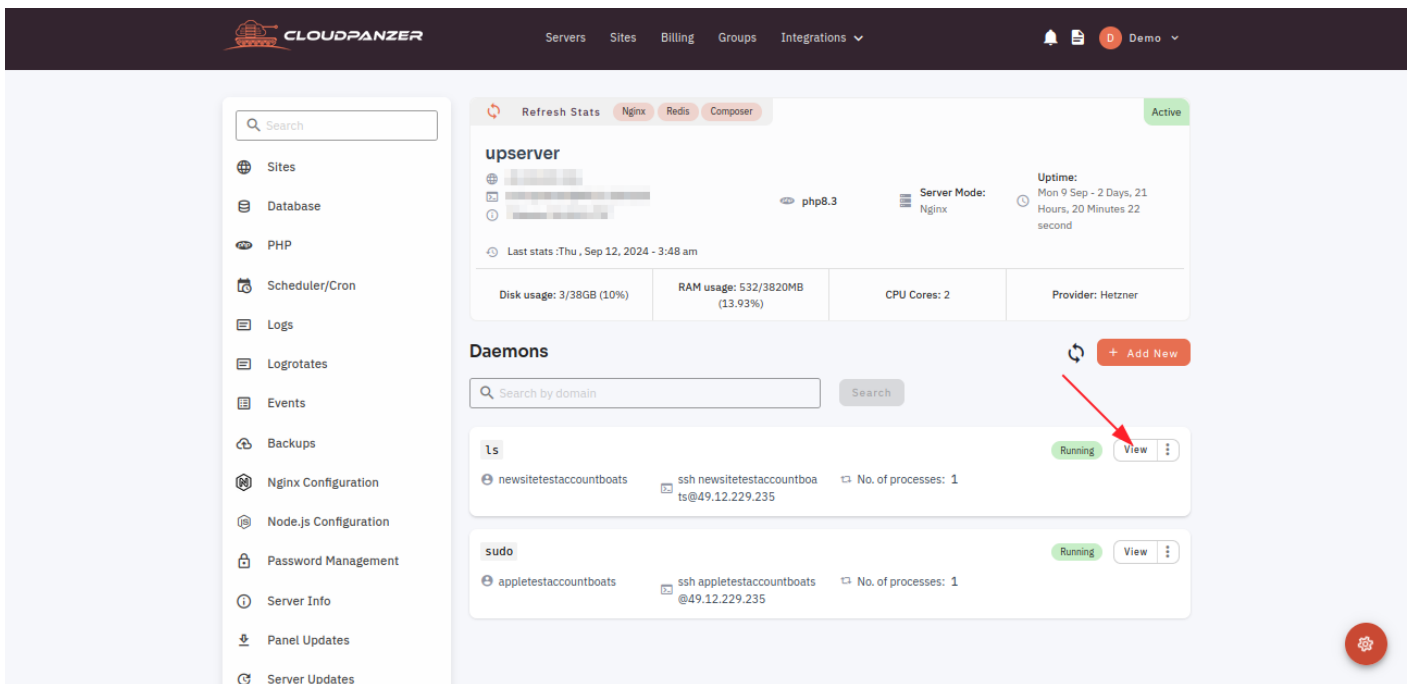 CLOUDPANZER
Servers Sites Billing Groups Integrations
D Demo
Search
Sites
Database
PHP
Scheduler/Cron
Logs
Logrotates
Events
Backups
Nginx Configuration
Node.js Configuration
Password Management
Server Info
Panel Updates
Server Updates
Refresh Stats Nginx Redis Composer
Active
upserver
php8.3
Server Mode:
Nginx
Uptime:
Mon 9 Sep - 2 Days, 21
Hours, 20 Minutes 22
second
Last stats :Thu , Sep 12, 2024 - 3:48 am
Disk usage: 3/38GB (10%)
RAM usage: 532/3820MB
(13.93%)
CPU Cores: 2
Provider: Hetzner
Daemons
+ Add New
Search by domain
Search
ls
Running
View
newsitetestaccountboats
ssh newsitetestaccountboa
ts@49.12.229.235
No. of processes: 1
sudo
Running
View
appletestaccountboats
ssh appletestaccountboats
@49.12.229.235
No. of processes: 1